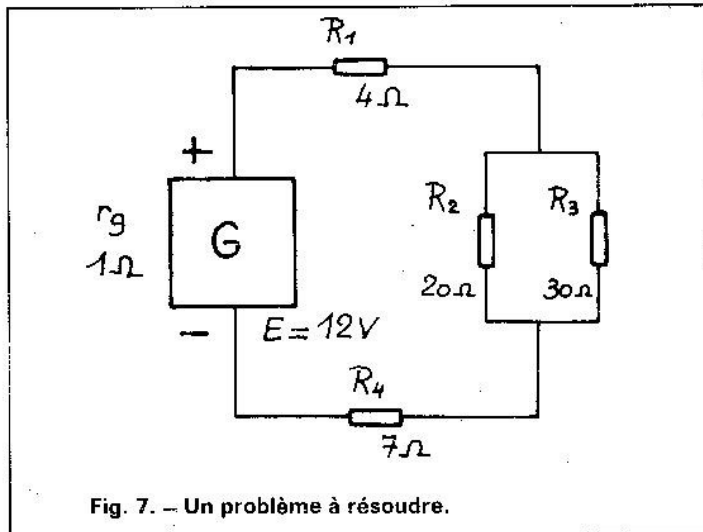 R1
4Ω
+
rg
1Ω
G
R2
R3
20Ω
30Ω
−
E = 12V
R4
7Ω
Fig. 7. – Un problème à résoudre.